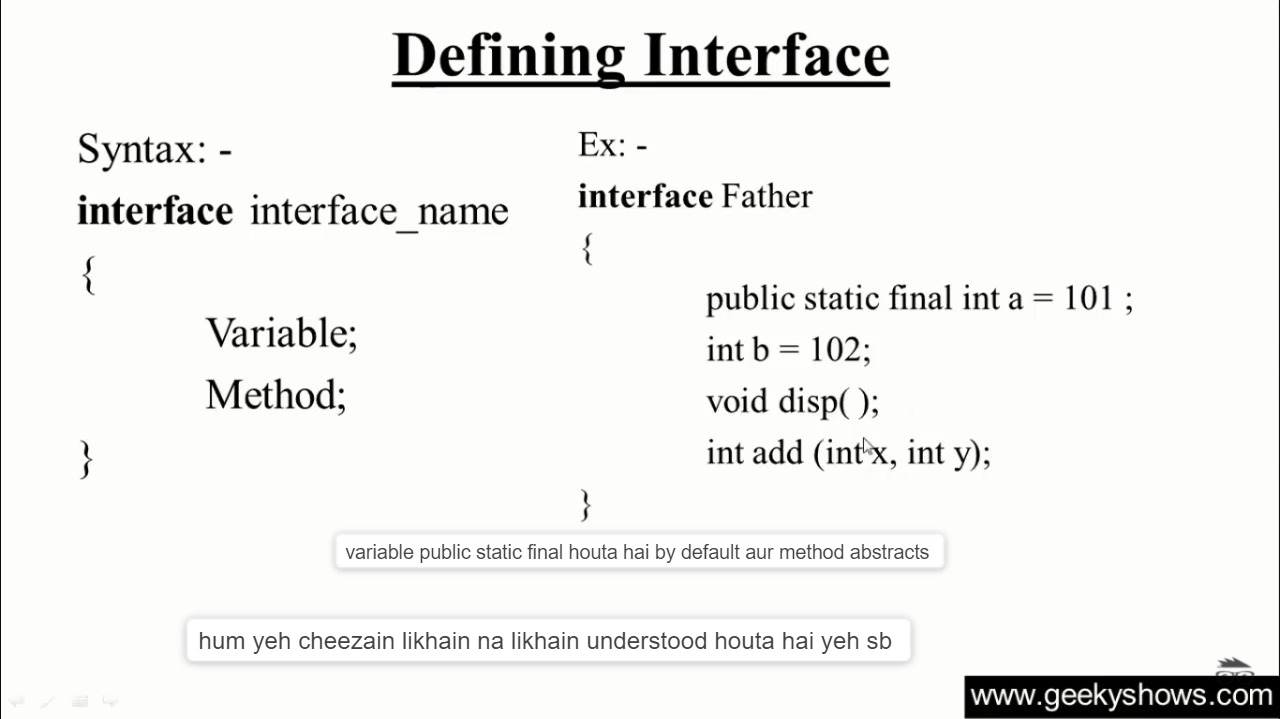 Defining Interface
Syntax: -
interface interface_name
{
Variable;
Method;
}
Ex: -
interface Father
{
public static final int a = 101 ;
int b = 102;
void disp( );
int add (int x, int y);
}
variable public static final houta hai by default aur method abstracts
hum yeh cheezain likhain na likhain understood houta hai yeh sb
www.geekyshows.com